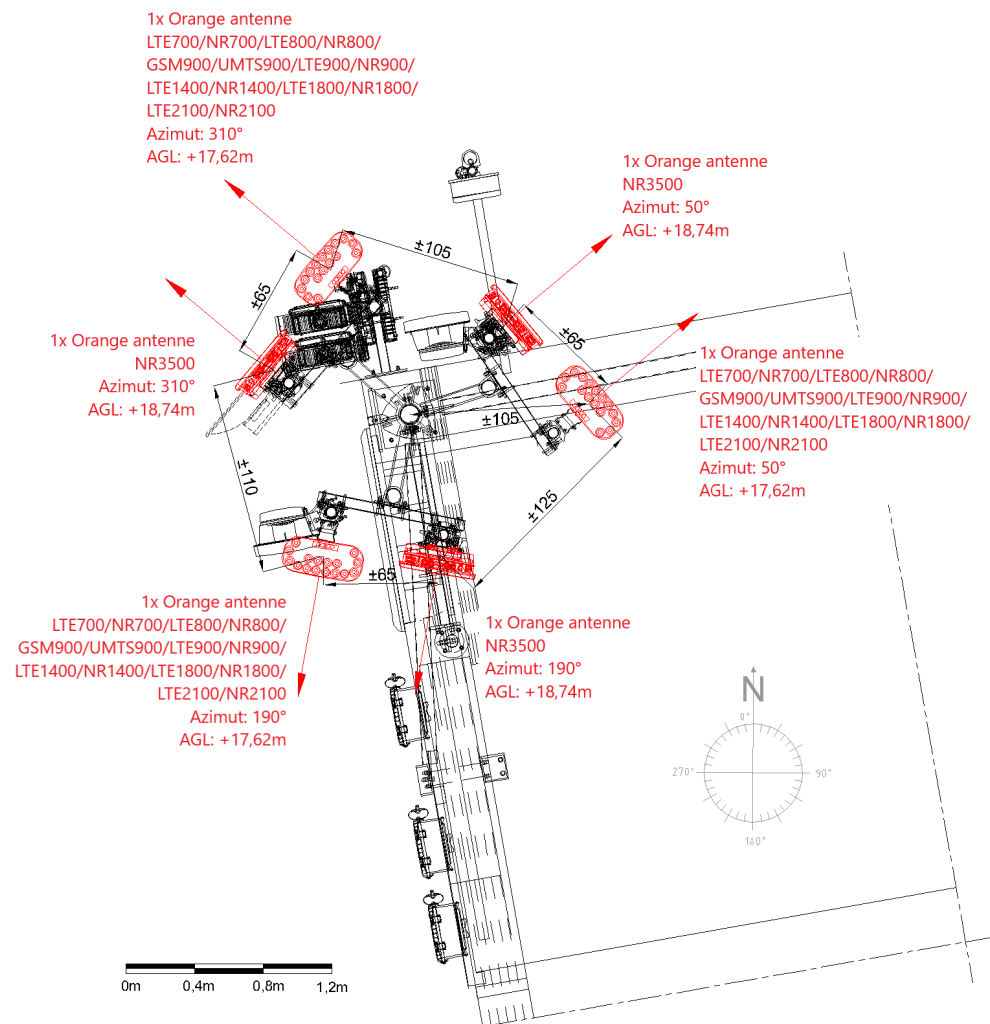 1x Orange antenne
LTE700/NR700/LTE800/NR800/
GSM900/UMTS900/LTE900/NR900/
LTE1400/NR1400/LTE1800/NR1800/
LTE2100/NR2100
Azimut: 310°
AGL: +17,62m
1x Orange antenne
NR3500
Azimut: 50°
AGL: +18,74m
±105
±65
±65
1x Orange antenne
NR3500
Azimut: 310°
AGL: +18,74m
1x Orange antenne
LTE700/NR700/LTE800/NR800/
GSM900/UMTS900/LTE900/NR900/
LTE1400/NR1400/LTE1800/NR1800/
LTE2100/NR2100
Azimut: 50°
AGL: +17,62m
±105
±110
±125
±65
1x Orange antenne
LTE700/NR700/LTE800/NR800/
GSM900/UMTS900/LTE900/NR900/
LTE1400/NR1400/LTE1800/NR1800/
LTE2100/NR2100
Azimut: 190°
AGL: +17,62m
1x Orange antenne
NR3500
Azimut: 190°
AGL: +18,74m
N
0°
270°
90°
180°
0m 0,4m 0,8m 1,2m